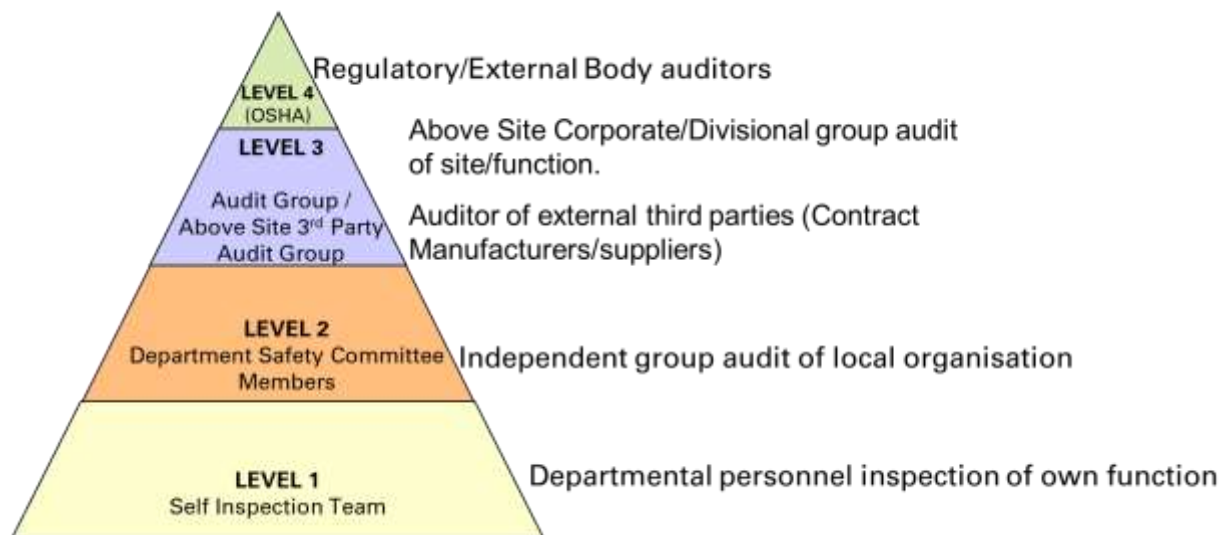 Regulatory/External Body auditors
LEVEL 4
(OSHA)
Above Site Corporate/Divisional group audit
of site/function.
LEVEL 3
Audit Group /
Above Site 3rd Party
Audit Group
Auditor of external third parties (Contract
Manufacturers/suppliers)
LEVEL 2
Department Safety Committee
Members
Independent group audit of local organisation
LEVEL 1
Self Inspection Team
Departmental personnel inspection of own function